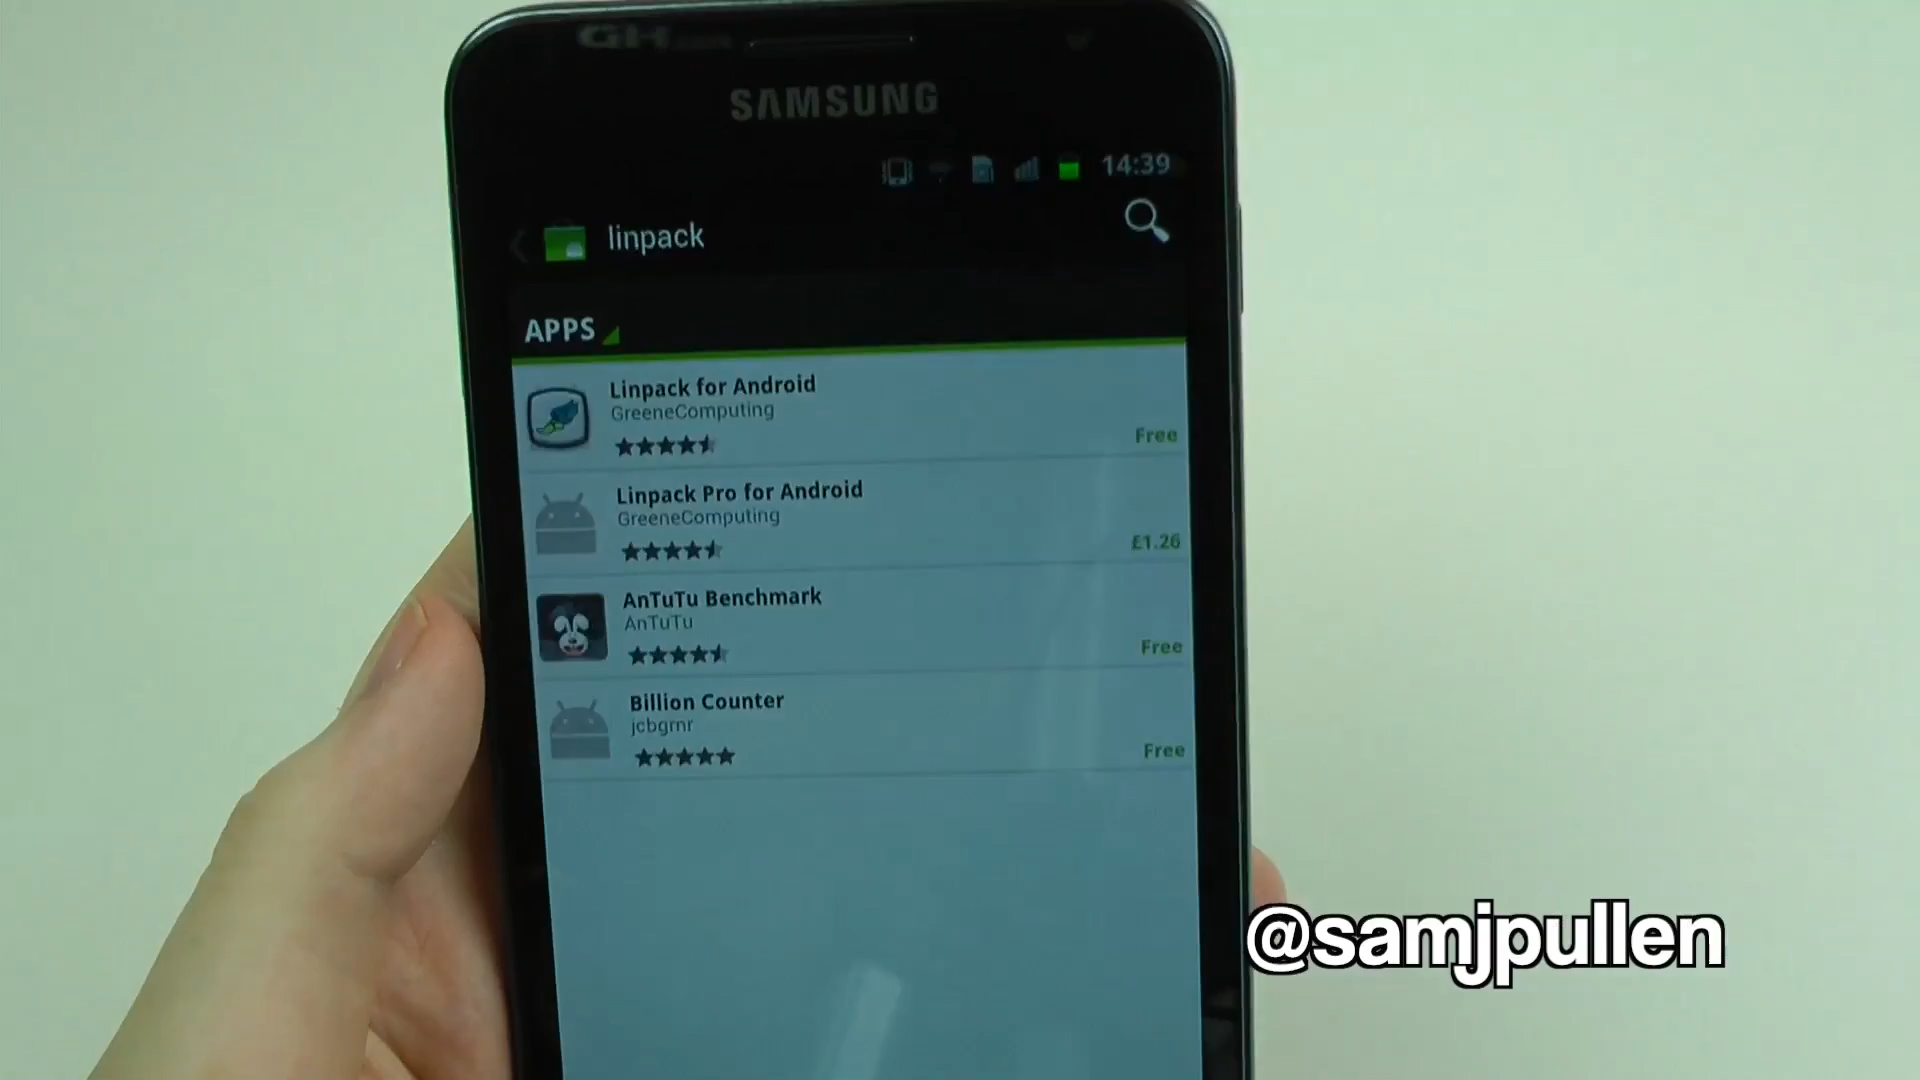 SAMSUNG
14:39
linpack
APPS
Linpack for Android
GreeneComputing
Free
Linpack Pro for Android
GreeneComputing
£1.26
AnTuTu Benchmark
AnTuTu
Free
Billion Counter
jcbgrnr
Free
@samjpullen